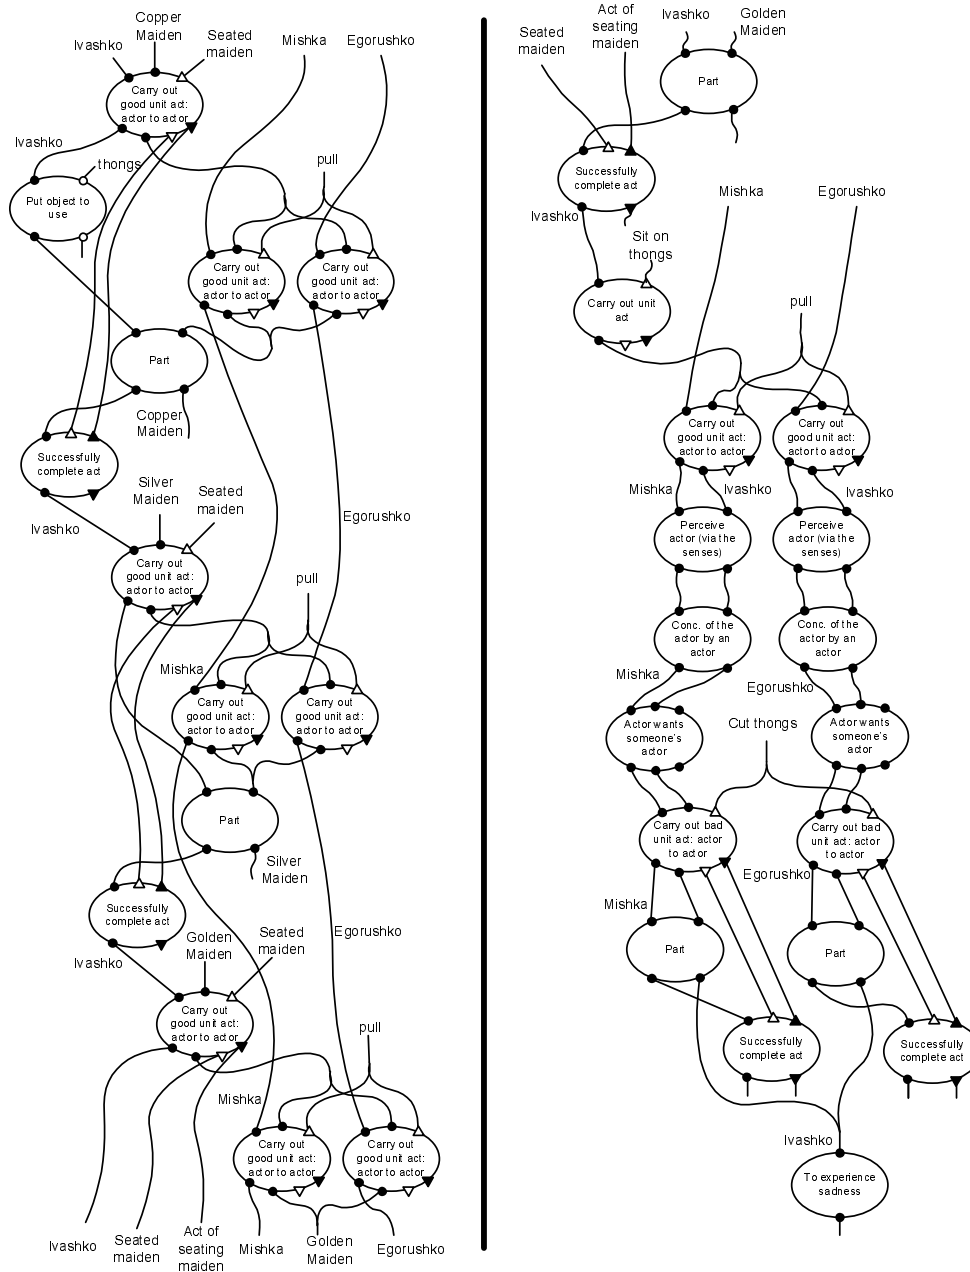 Copper
Maiden
Ivashko
Seated
maiden
Mishka
Egorushko
Carry out
good unit act:
actor to actor
Ivashko
thongs
pull
Put object to
use
Carry out
good unit act:
actor to actor
Carry out
good unit act:
actor to actor
Part
Copper
Maiden
Successfully
complete act
Silver
Maiden
Seated
maiden
Ivashko
Egorushko
Carry out
good unit act:
actor to actor
pull
Mishka
Carry out
good unit act:
actor to actor
Carry out
good unit act:
actor to actor
Part
Silver
Maiden
Successfully
complete act
Golden
Maiden
Seated
maiden
Egorushko
Ivashko
Carry out
good unit act:
actor to actor
pull
Mishka
Carry out
good unit act:
actor to actor
Carry out
good unit act:
actor to actor
Ivashko
Seated
maiden
Act of
seating
maiden
Mishka
Golden
Maiden
Egorushko
Seated
maiden
Act of
seating
maiden
Ivashko
Golden
Maiden
Part
Successfully
complete act
Ivashko
Mishka
Egorushko
Sit on
thongs
Carry out unit
act
pull
Carry out
good unit act:
actor to actor
Carry out
good unit act:
actor to actor
Mishka
Ivashko
Ivashko
Perceive
actor (via the
senses)
Perceive
actor (via the
senses)
Conc. of the
actor by an
actor
Conc. of the
actor by an
actor
Mishka
Egorushko
Actor wants
someone's
actor
Cut thongs
Actor wants
someone's
actor
Carry out bad
unit act: actor
to actor
Carry out bad
unit act: actor
to actor
Mishka
Egorushko
Part
Part
Successfully
complete act
Successfully
complete act
Ivashko
To experience
sadness